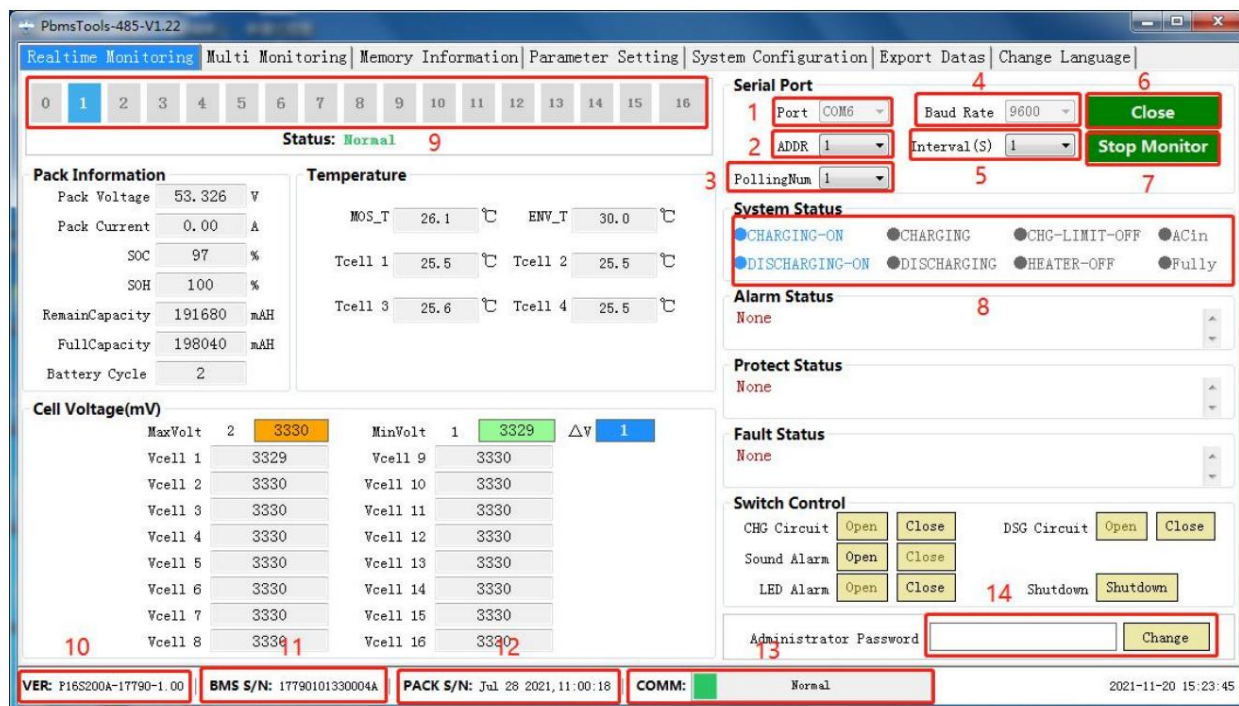 PbmsTools-485-V1.22
Realtime Monitoring Multi Monitoring Memory Information Parameter Setting System Configuration Export Datas Change Language
0 1 2 3 4 5 6 7 8 9 10 11 12 13 14 15 16
Status: Normal 9
Serial Port 4 6
1 Port COM6 Baud Rate 9600 Close
2 ADDR 1 Interval(S) 1 Stop Monitor
3 PollingNum 1 5 7
Pack Information
Pack Voltage 53.326 V
Pack Current 0.00 A
SOC 97 %
SOH 100 %
RemainCapacity 191680 mAH
FullCapacity 198040 mAH
Battery Cycle 2
Temperature
MOS_T 26.1 ℃ ENV_T 30.0 ℃
Tcell 1 25.5 ℃ Tcell 2 25.5 ℃
Tcell 3 25.6 ℃ Tcell 4 25.5 ℃
System Status
CHARGING-ON CHARGING CHG-LIMIT-OFF ACin
DISCHARGING-ON DISCHARGING HEATER-OFF Fully
8
Alarm Status
None
Protect Status
None
Fault Status
None
Cell Voltage(mV)
MaxVolt 2 3330 MinVolt 1 3329 △V 1
Vcell 1 3329 Vcell 9 3330
Vcell 2 3330 Vcell 10 3330
Vcell 3 3330 Vcell 11 3330
Vcell 4 3330 Vcell 12 3330
Vcell 5 3330 Vcell 13 3330
Vcell 6 3330 Vcell 14 3330
Vcell 7 3330 Vcell 15 3330
Vcell 8 3330 Vcell 16 3330
Switch Control
CHG Circuit Open Close DSG Circuit Open Close
Sound Alarm Open Close
LED Alarm Open Close 14 Shutdown Shutdown
Administrator Password Change
10 11 12 13
VER: P16S200A-17790-1.00 BMS S/N: 17790101330004A PACK S/N: Jul 28 2021,11:00:18 COMM: Normal 2021-11-20 15:23:45